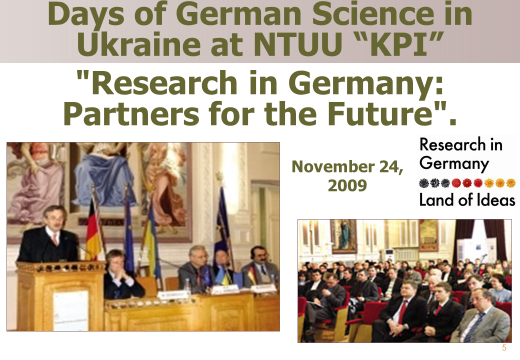 Days of German Science in
Ukraine at NTUU “KPI”
"Research in Germany:
Partners for the Future".
November 24,
2009
Research in
Germany
Land of Ideas
5